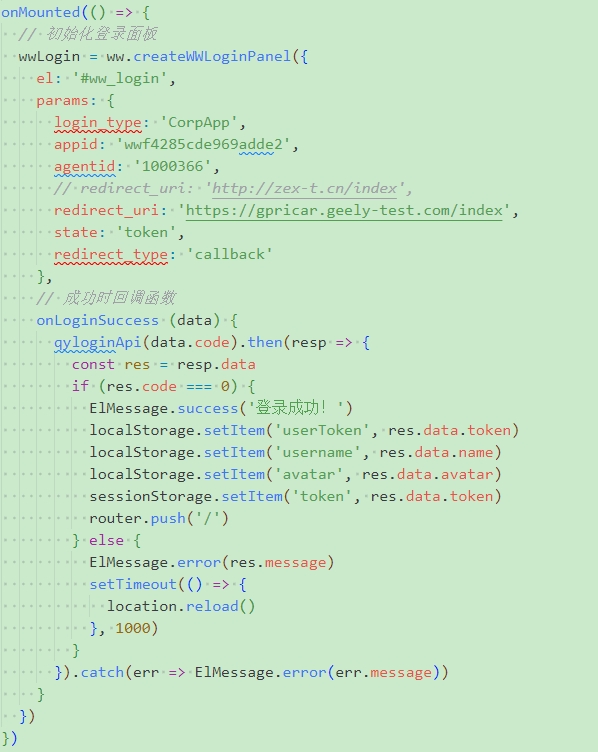 onMounted(() => {
  // 初始化登录面板
  wwLogin = ww.createWWLoginPanel({
    el: '#ww_login',
    params: {
      login_type: 'CorpApp',
      appid: 'wwf4285cde969adde2',
      agentid: '1000366',
      // redirect_uri: 'http://zex-t.cn/index',
      redirect_uri: 'https://gpricar.geely-test.com/index',
      state: 'token',
      redirect_type: 'callback'
    },
    // 成功时回调函数
    onLoginSuccess (data) {
      qyloginApi(data.code).then(resp => {
        const res = resp.data
        if (res.code === 0) {
          ElMessage.success('登录成功! ')
          localStorage.setItem('userToken', res.data.token)
          localStorage.setItem('username', res.data.name)
          localStorage.setItem('avatar', res.data.avatar)
          sessionStorage.setItem('token', res.data.token)
          router.push('/')
        } else {
          ElMessage.error(res.message)
          setTimeout(() => {
            location.reload()
          }, 1000)
        }
      }).catch(err => ElMessage.error(err.message))
    }
  })
})